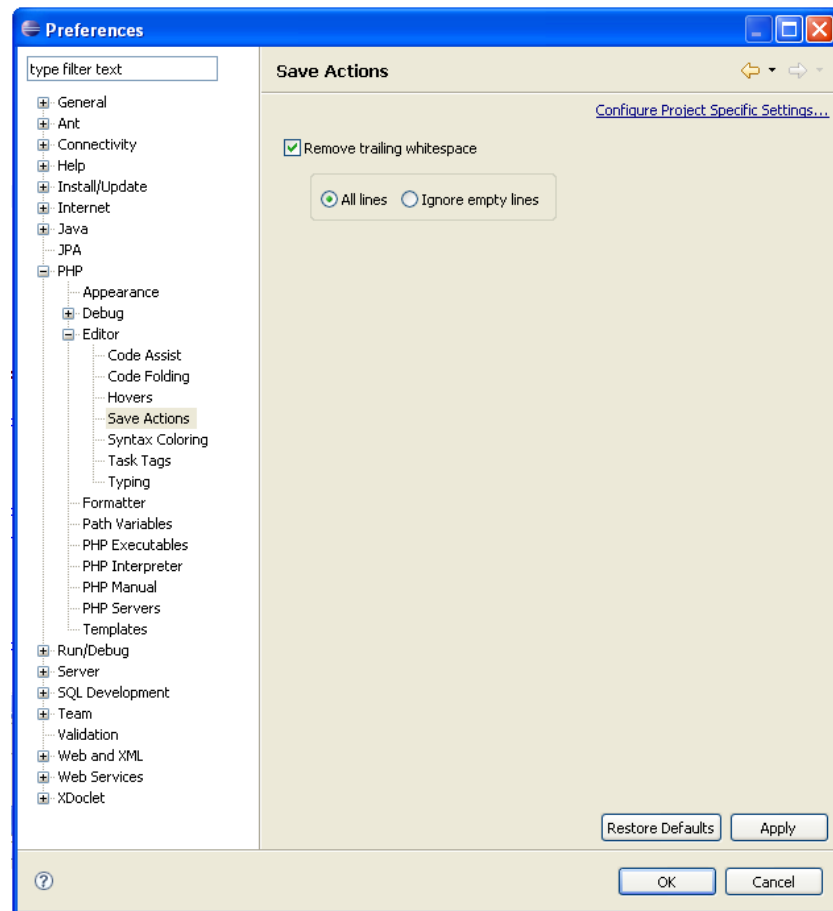 Preferences
type filter text
General
Ant
Connectivity
Help
Install/Update
Internet
Java
JPA
PHP
Appearance
Debug
Editor
Code Assist
Code Folding
Hovers
Save Actions
Syntax Coloring
Task Tags
Typing
Formatter
Path Variables
PHP Executables
PHP Interpreter
PHP Manual
PHP Servers
Templates
Run/Debug
Server
SQL Development
Team
Validation
Web and XML
Web Services
XDoclet
Save Actions
Configure Project Specific Settings...
Remove trailing whitespace
All lines Ignore empty lines
Restore Defaults Apply
? OK Cancel